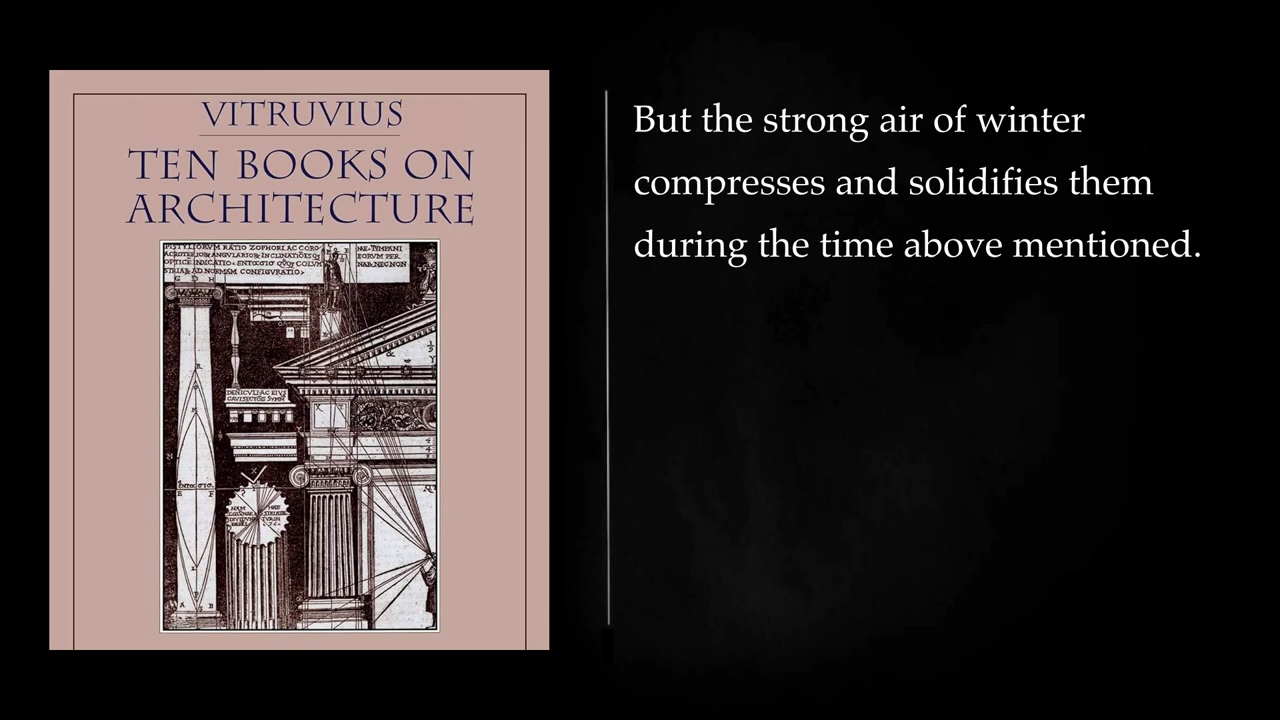 VITRUVIUS
TEN BOOKS ON
ARCHITECTURE
But the strong air of winter
compresses and solidifies them
during the time above mentioned.